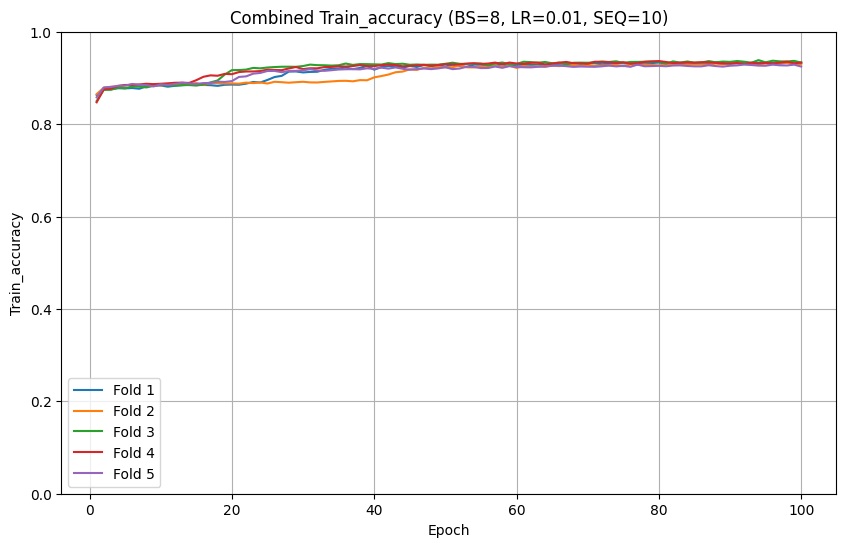 Combined Train_accuracy (BS=8, LR=0.01, SEQ=10)
Train_accuracy
1.0
0.8
0.6
0.4
0.2
0.0
Fold 1
Fold 2
Fold 3
Fold 4
Fold 5
0 20 40 60 80 100
Epoch